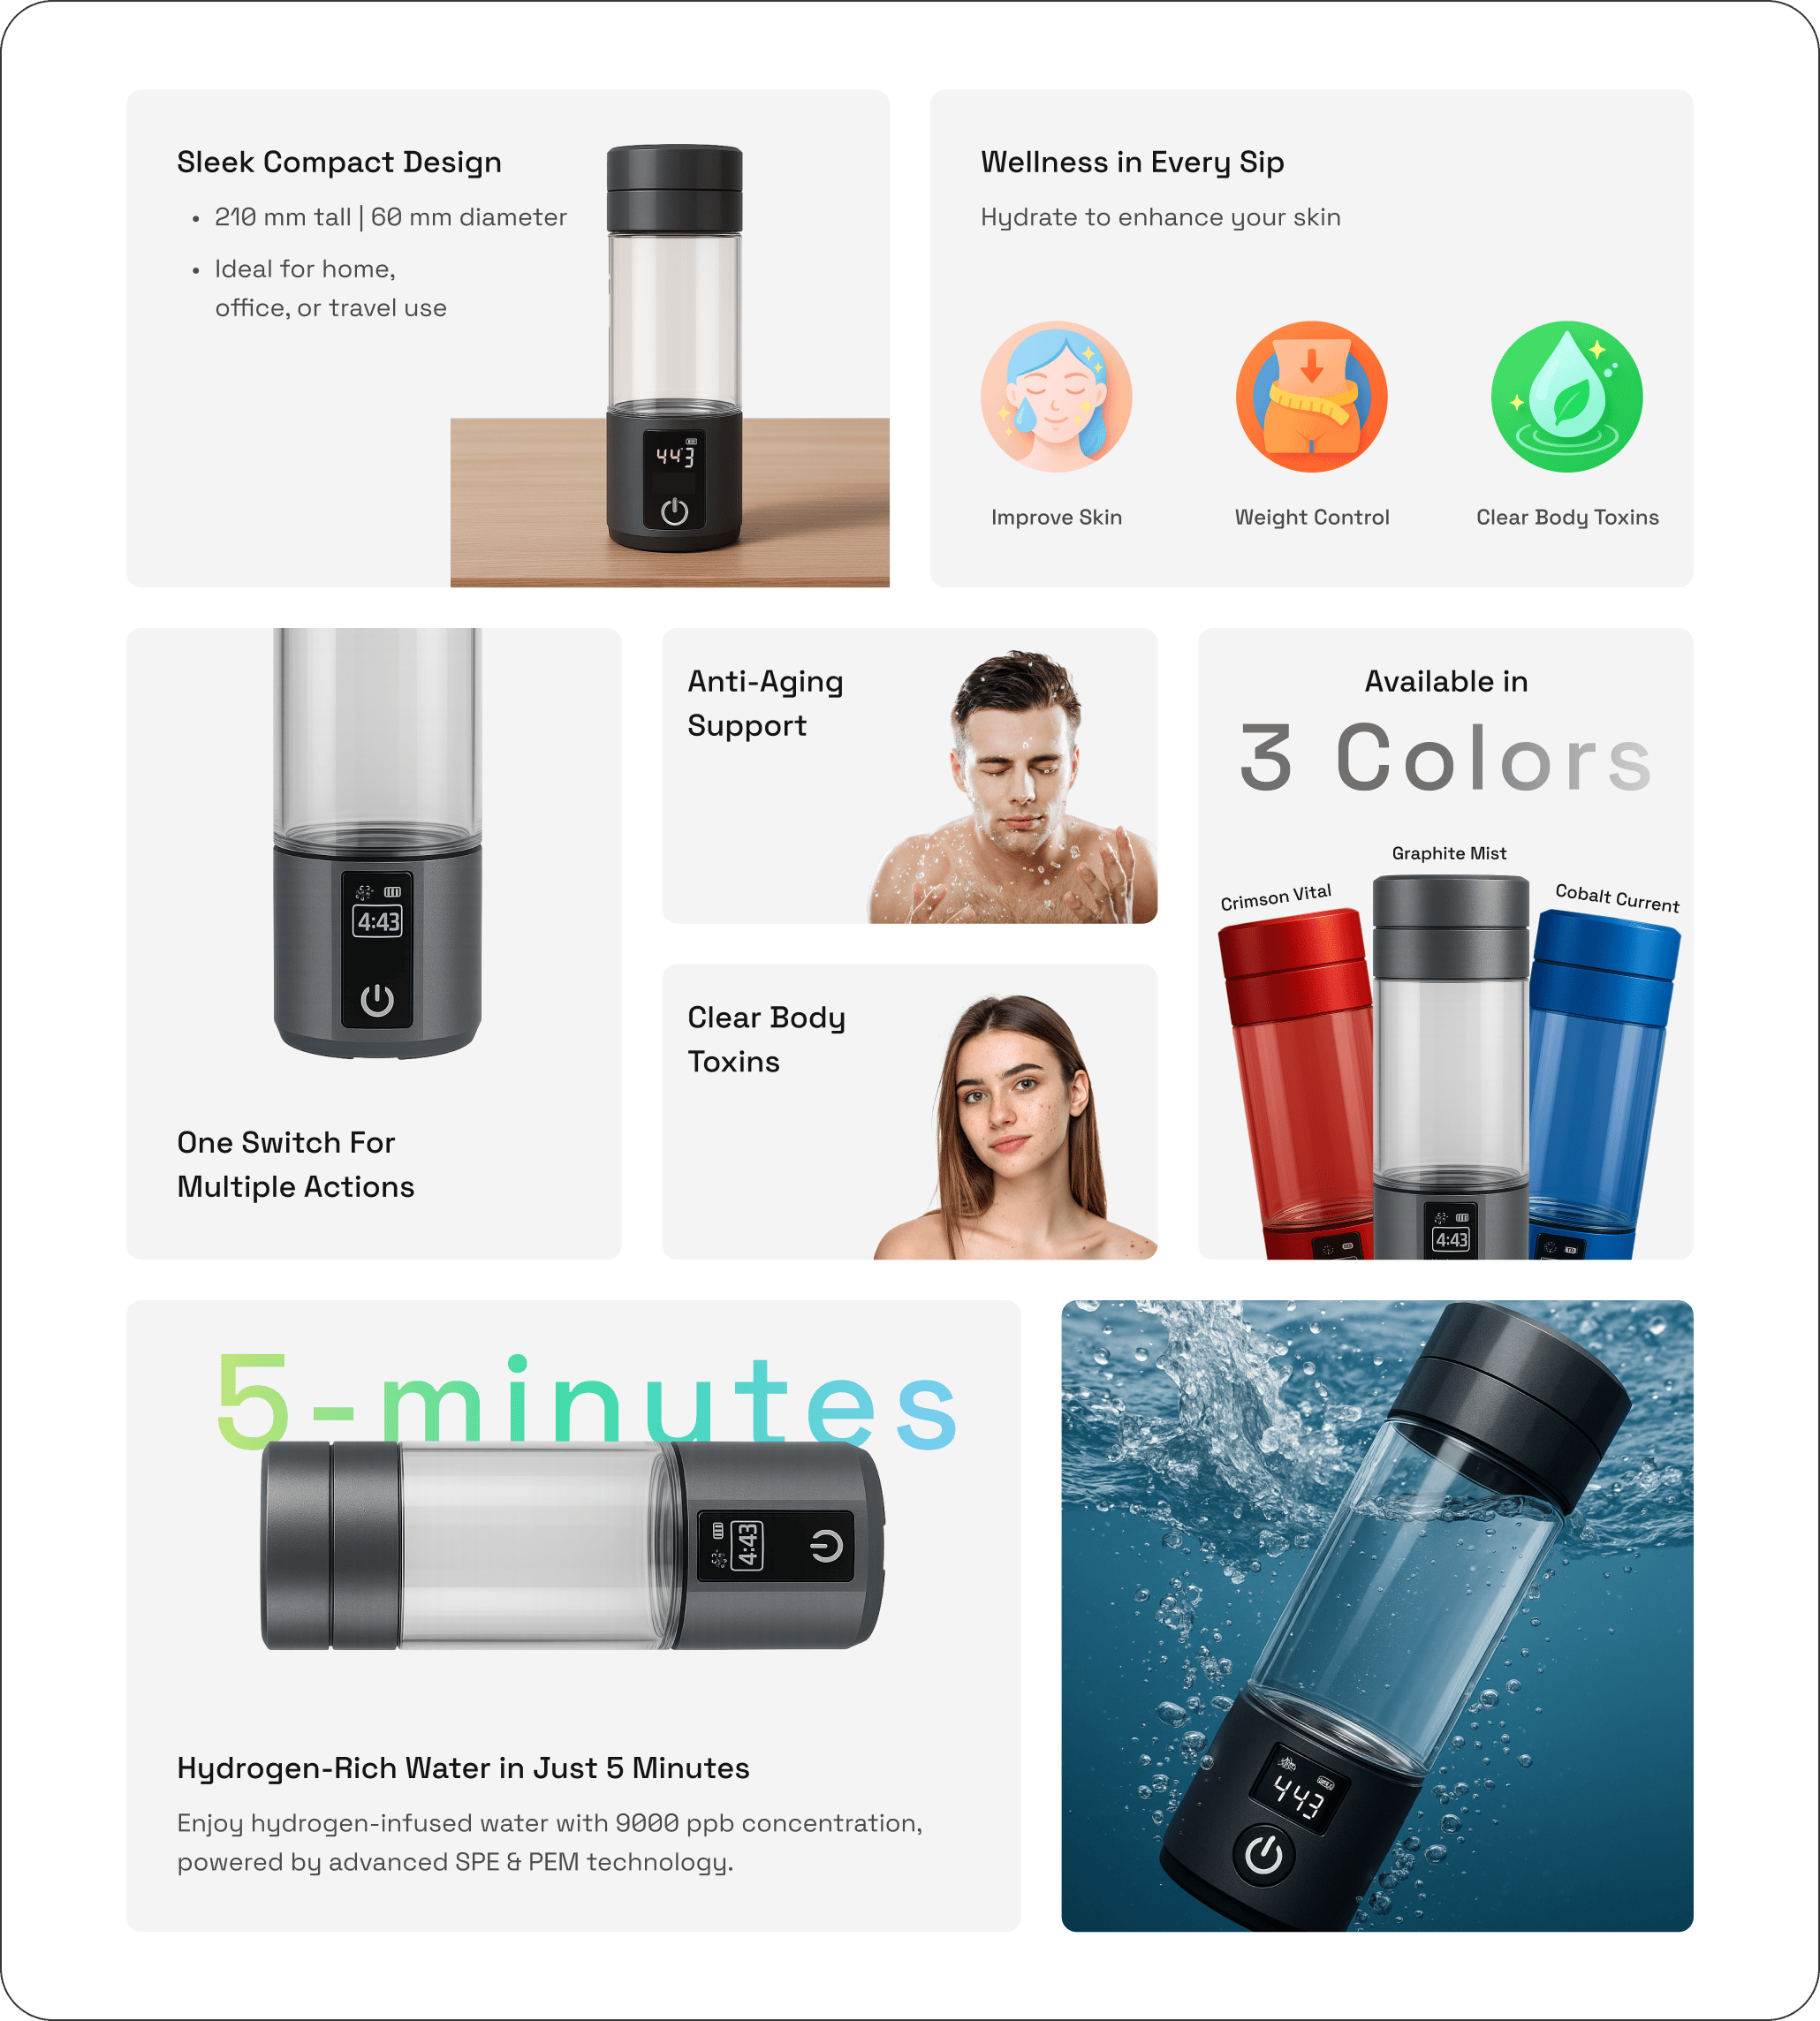 Sleek Compact Design
• 210 mm tall | 60 mm diameter
• Ideal for home,
office, or travel use
443
Wellness in Every Sip
Hydrate to enhance your skin
Improve Skin
Weight Control
Clear Body Toxins
4:43
One Switch For
Multiple Actions
Anti-Aging
Support
Clear Body
Toxins
Available in
3 Colors
Crimson Vital
Graphite Mist
Cobalt Current
4:43
5-minutes
4:43
Hydrogen-Rich Water in Just 5 Minutes
Enjoy hydrogen-infused water with 9000 ppb concentration,
powered by advanced SPE & PEM technology.
443